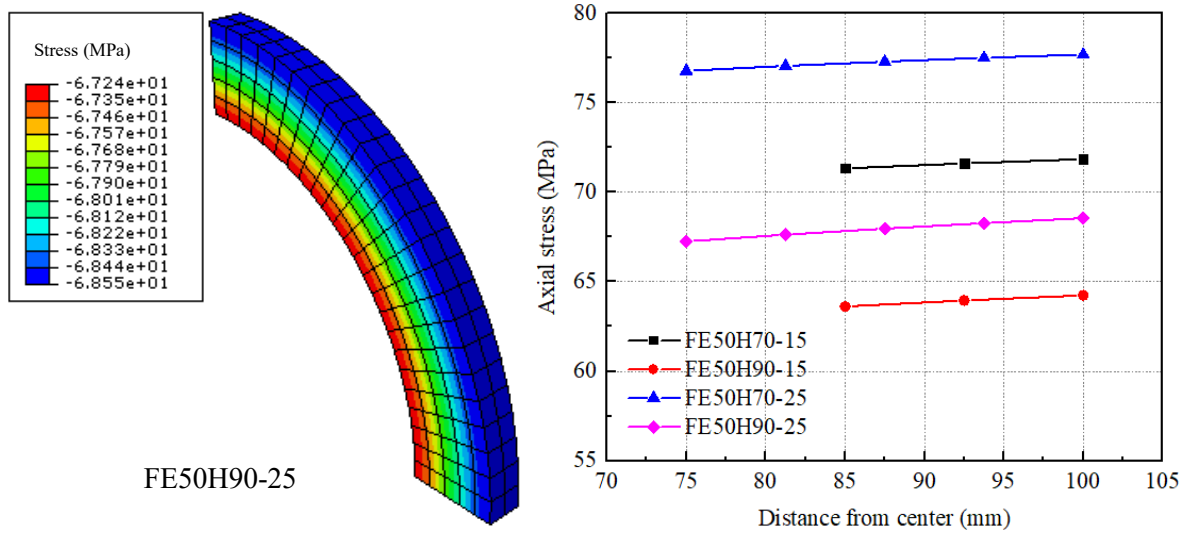 Stress (MPa)
-6.724e+01
-6.735e+01
-6.746e+01
-6.757e+01
-6.768e+01
-6.779e+01
-6.790e+01
-6.801e+01
-6.812e+01
-6.822e+01
-6.833e+01
-6.844e+01
-6.855e+01
FE50H90-25
80
75
70
65
60
55
Axial stress (MPa)
FE50H70-15
FE50H90-15
FE50H70-25
FE50H90-25
70 75 80 85 90 95 100 105
Distance from center (mm)